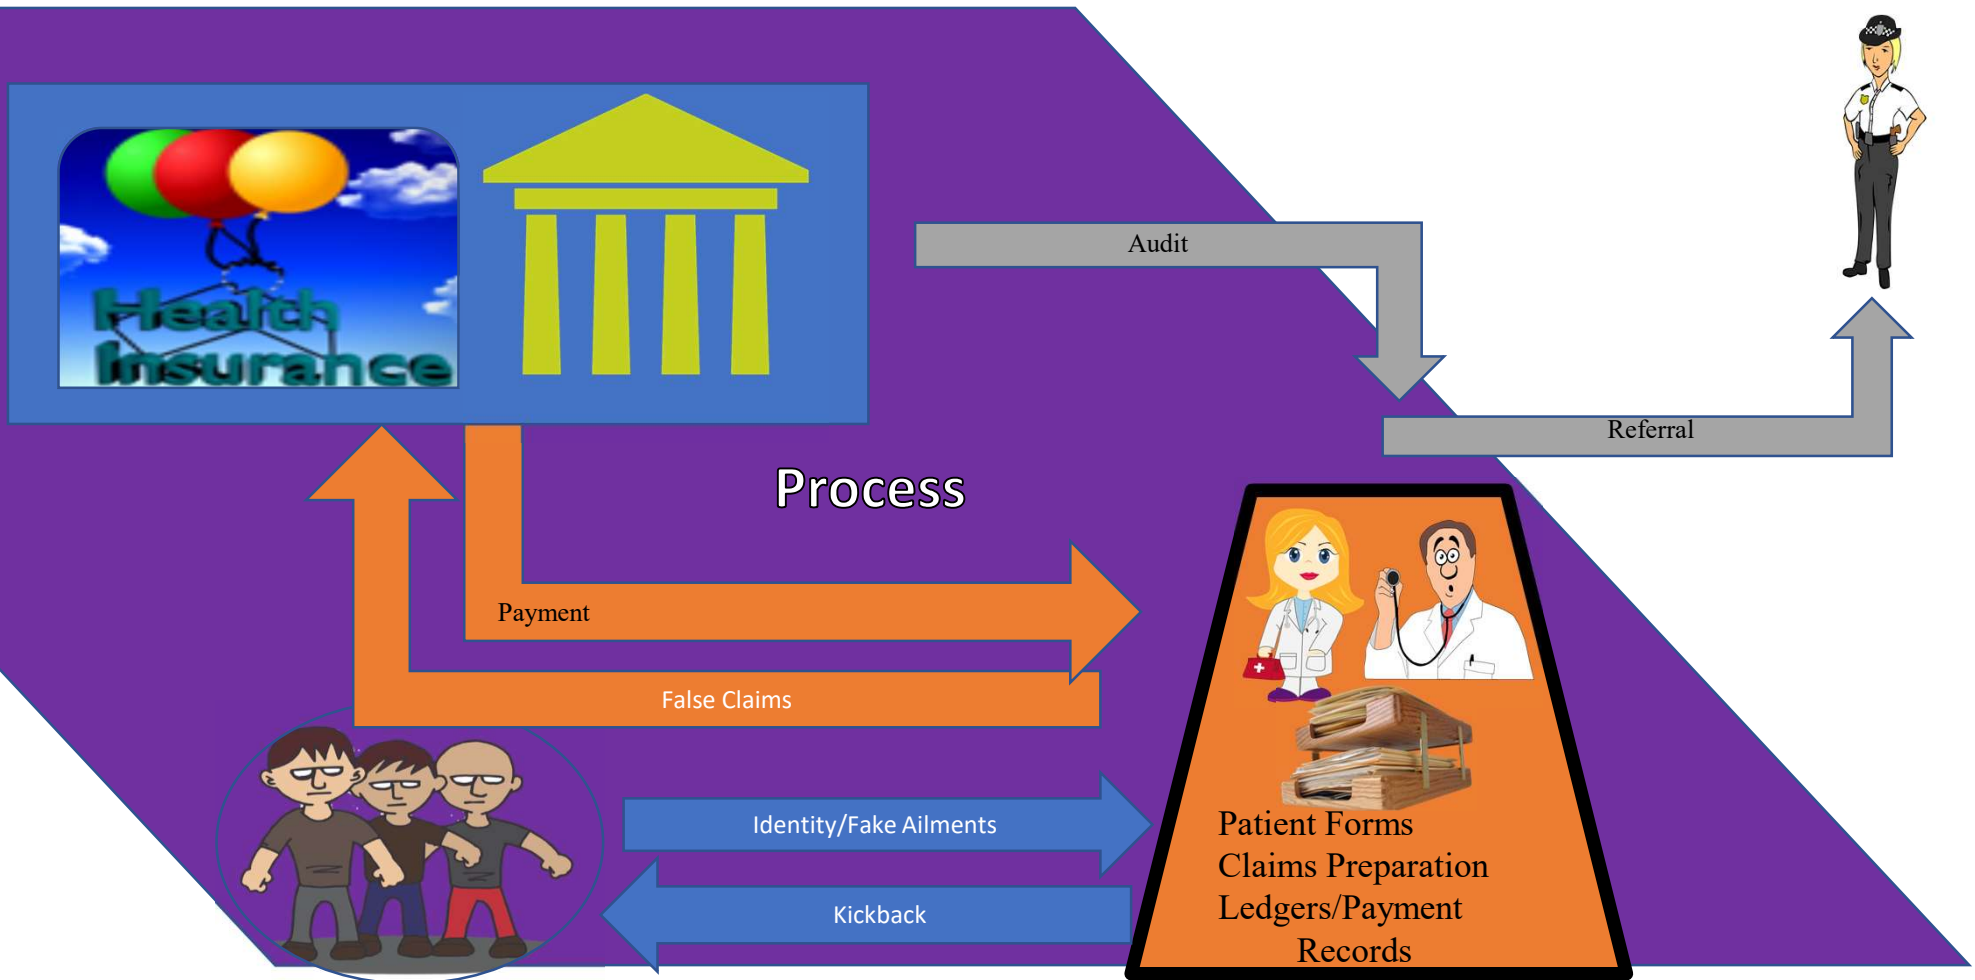 Health
Insurance
Audit
Referral
Process
Payment
False Claims
Identity/Fake Ailments
Kickback
Patient Forms
Claims Preparation
Ledgers/Payment
Records